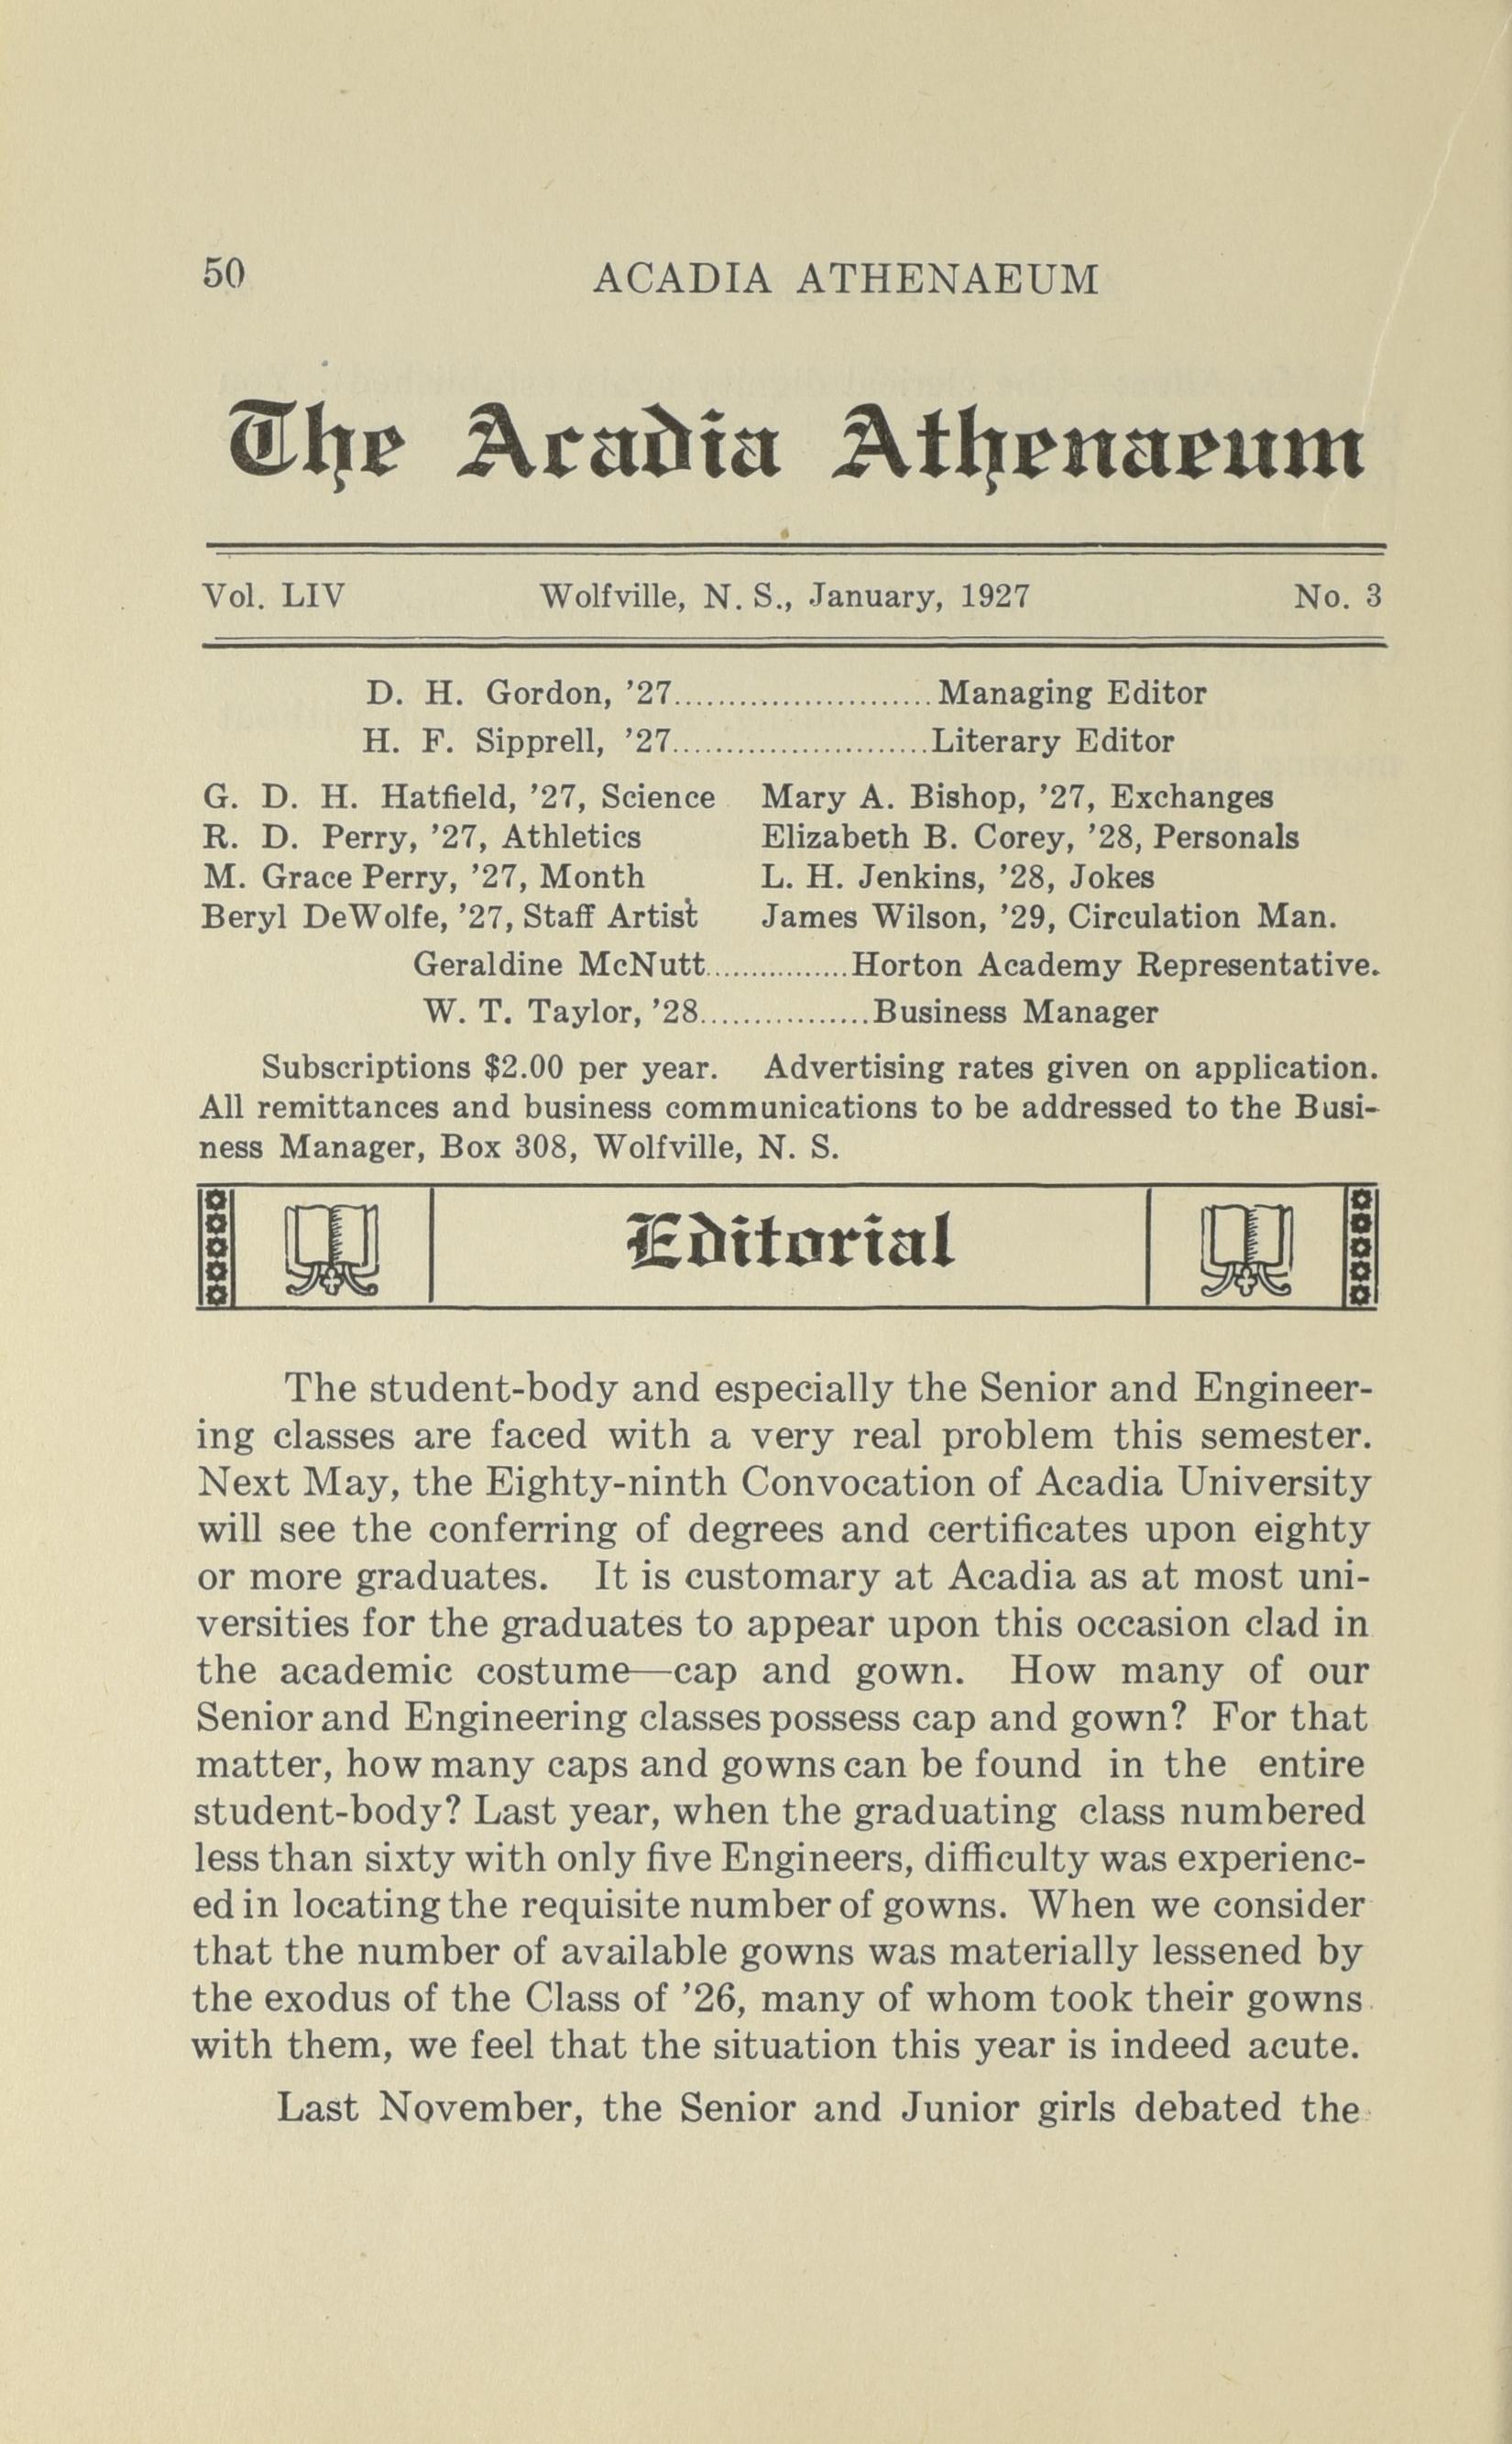 50 ACADIA ATHENAEUM
The Acadia Athenaeum
Vol. LIV Wolfville, N. S., January, 1927 No. 3
D. H. Gordon, ’27..........................Managing Editor
H. F. Sipprell, ’27..........................Literary Editor
G. D. H. Hatfield, ’27, Science Mary A. Bishop, ’27, Exchanges
R. D. Perry, ’27, Athletics Elizabeth B. Corey, ’28, Personals
M. Grace Perry, ’27, Month L. H. Jenkins, ’28, Jokes
Beryl DeWolfe, ’27, Staff Artist James Wilson, ’29, Circulation Man.
Geraldine McNutt................Horton Academy Representative.
W. T. Taylor, ’28.................Business Manager
Subscriptions $2.00 per year. Advertising rates given on application.
All remittances and business communications to be addressed to the Busi-
ness Manager, Box 308, Wolfville, N. S.
Editorial
The student-body and especially the Senior and Engineer-
ing classes are faced with a very real problem this semester.
Next May, the Eighty-ninth Convocation of Acadia University
will see the conferring of degrees and certificates upon eighty
or more graduates. It is customary at Acadia as at most uni-
versities for the graduates to appear upon this occasion clad in
the academic costume—cap and gown. How many of our
Senior and Engineering classes possess cap and gown? For that
matter, how many caps and gowns can be found in the entire
student-body? Last year, when the graduating class numbered
less than sixty with only five Engineers, difficulty was experienc-
ed in locating the requisite number of gowns. When we consider
that the number of available gowns was materially lessened by
the exodus of the Class of ’26, many of whom took their gowns
with them, we feel that the situation this year is indeed acute.
Last November, the Senior and Junior girls debated the